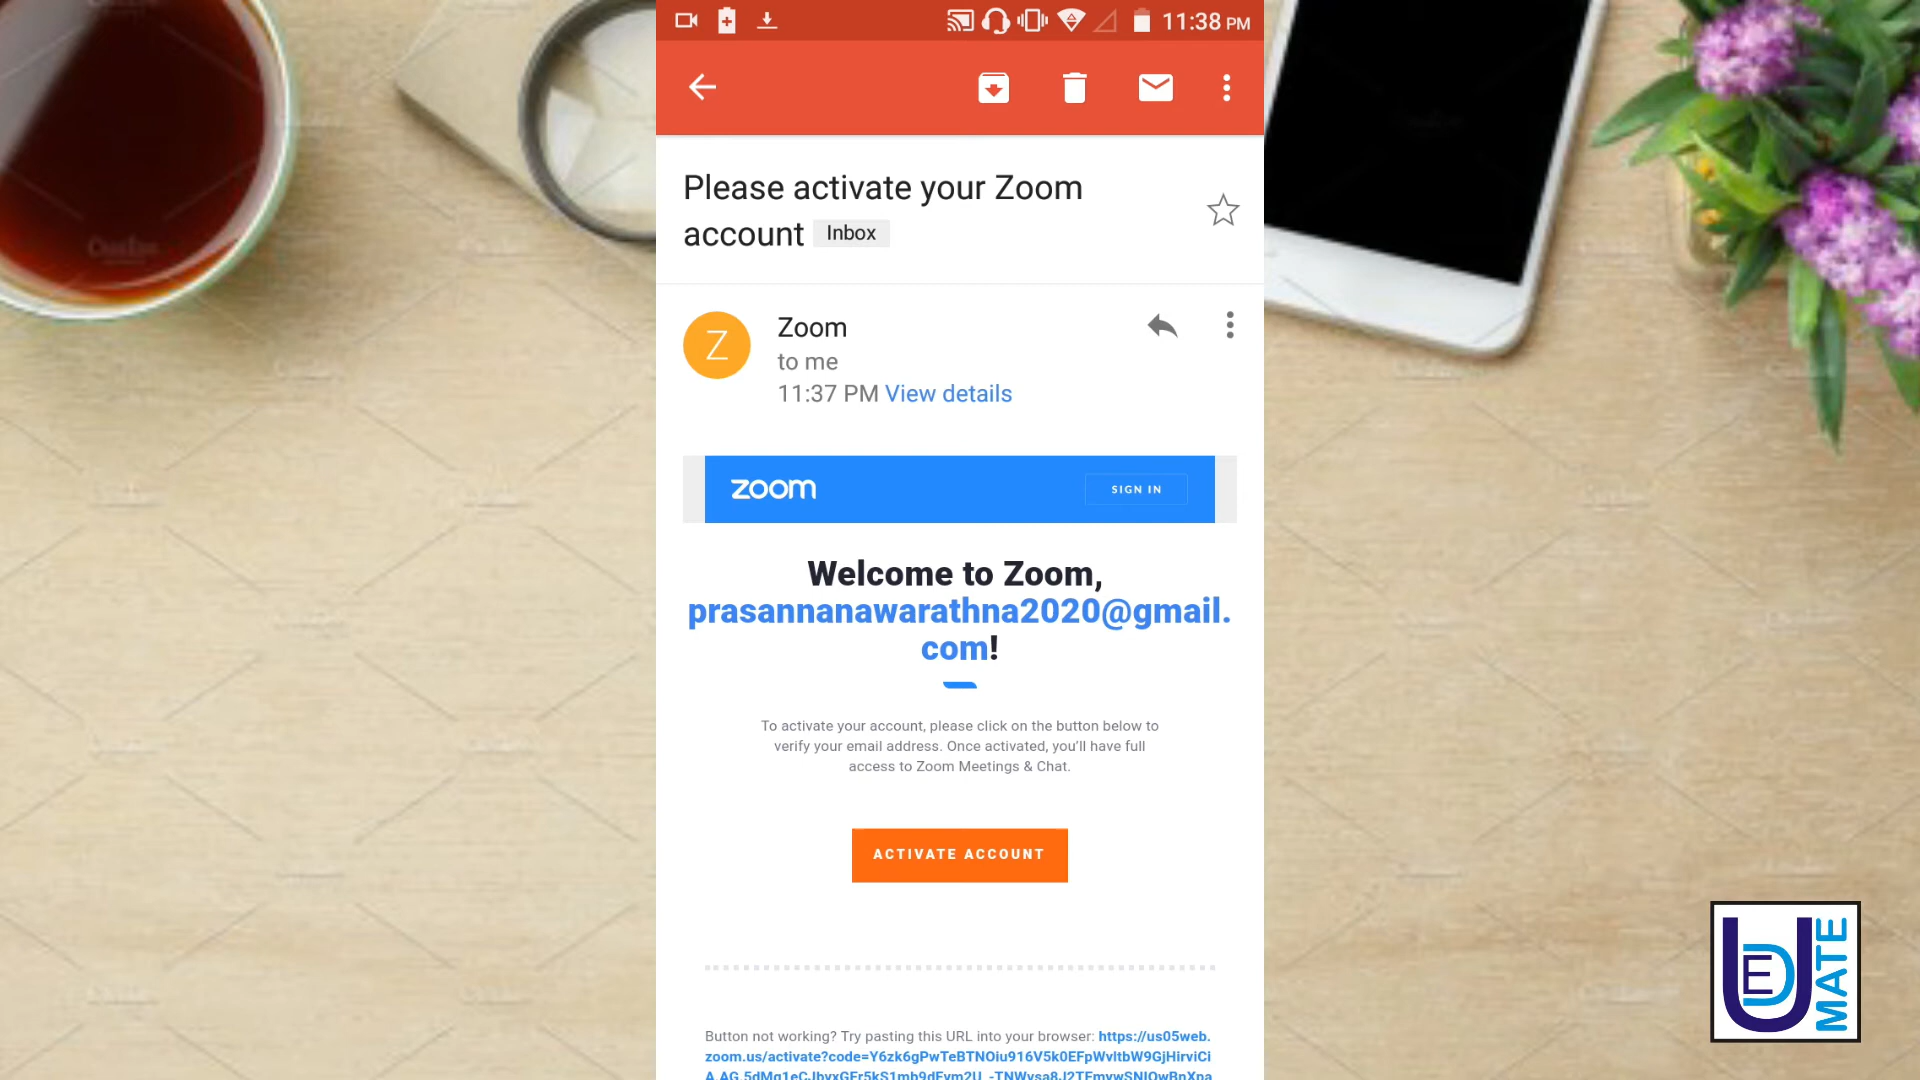 11:38 PM
Please activate your Zoom
account Inbox
Z
Zoom
to me
11:37 PM View details
zoom
SIGN IN
Welcome to Zoom,
prasannanawarathna2020@gmail.
com!
To activate your account, please click on the button below to
verify your email address. Once activated, you'll have full
access to Zoom Meetings & Chat.
ACTIVATE ACCOUNT
Button not working? Try pasting this URL into your browser: https://us05web.
zoom.us/activate?code=Y6zk6gPwTeBTNOiu916V5k0EFpWvltbW9GjHirviCi
EDU
MATE